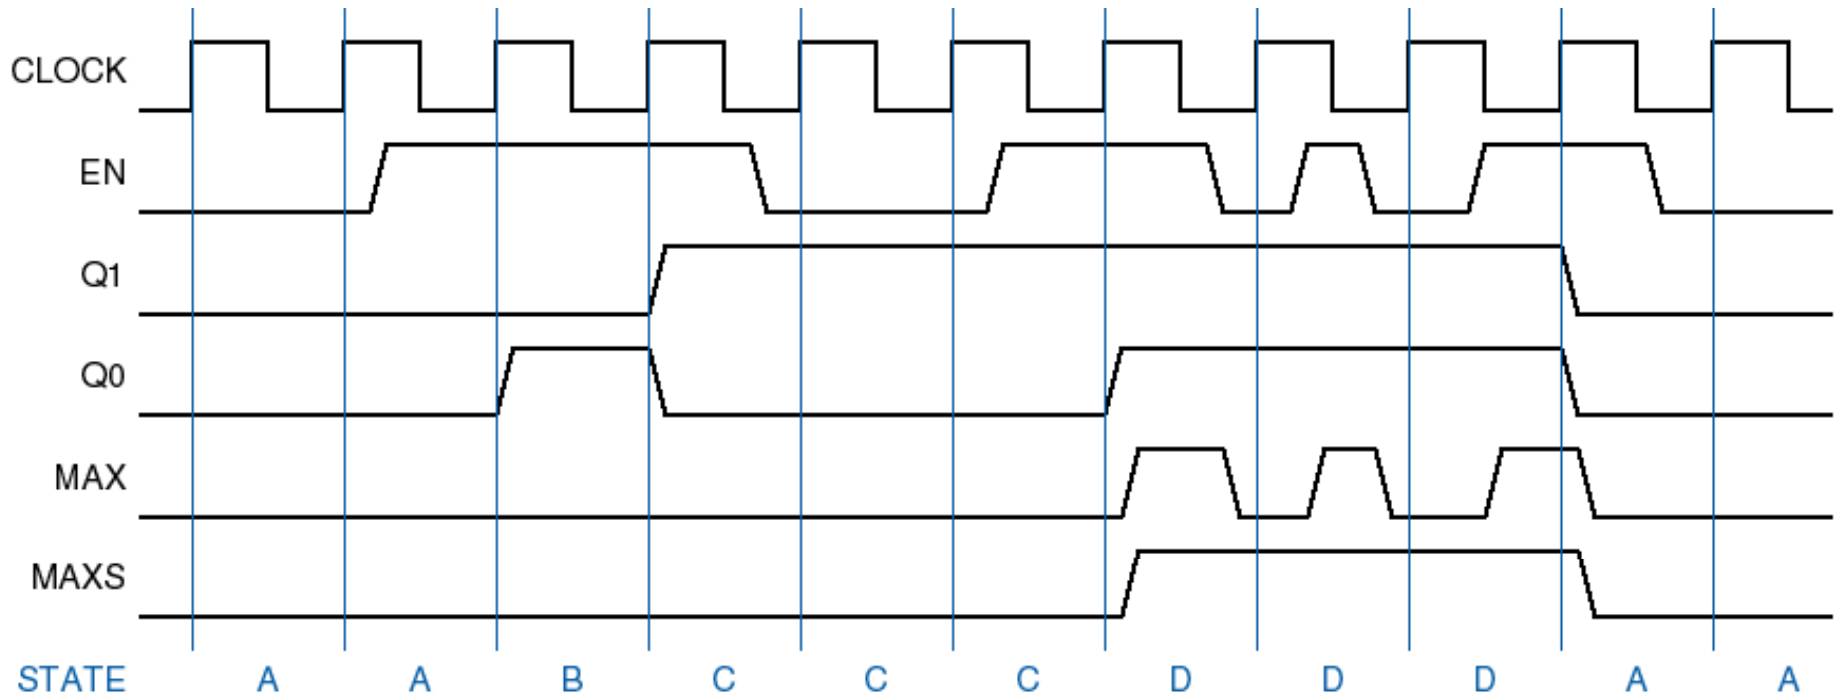 CLOCK
EN
Q1
Q0
MAX
MAXS
STATE A A B C C C D D D A A